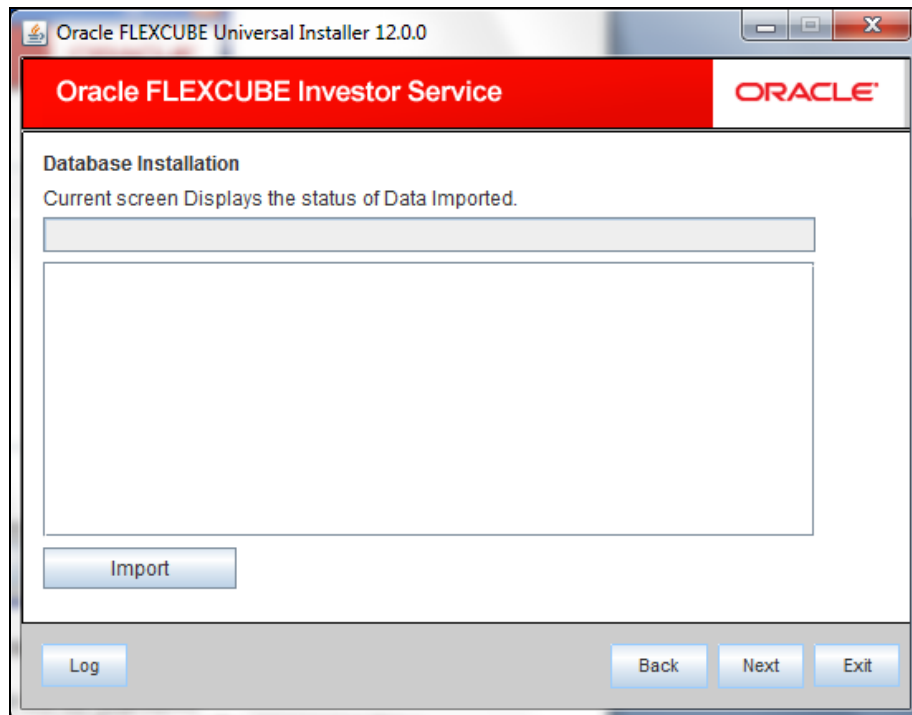 Oracle FLEXCUBE Universal Installer 12.0.0
Oracle FLEXCUBE Investor Service
ORACLE
Database Installation
Current screen Displays the status of Data Imported.
Import
Log
Back
Next
Exit